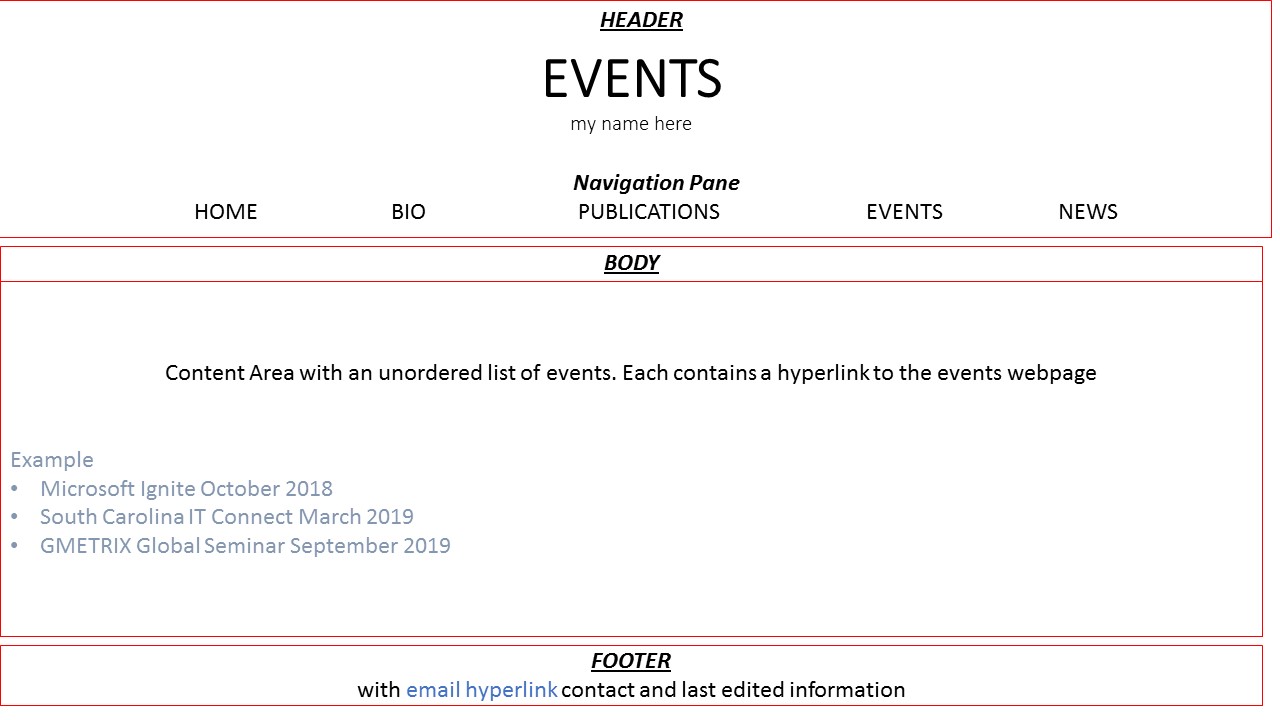 HEADER
EVENTS
my name here
Navigation Pane
HOME BIO PUBLICATIONS EVENTS NEWS
BODY
Content Area with an unordered list of events. Each contains a hyperlink to the events webpage
Example
• Microsoft Ignite October 2018
• South Carolina IT Connect March 2019
• GMETRIX Global Seminar September 2019
FOOTER
with email hyperlink contact and last edited information